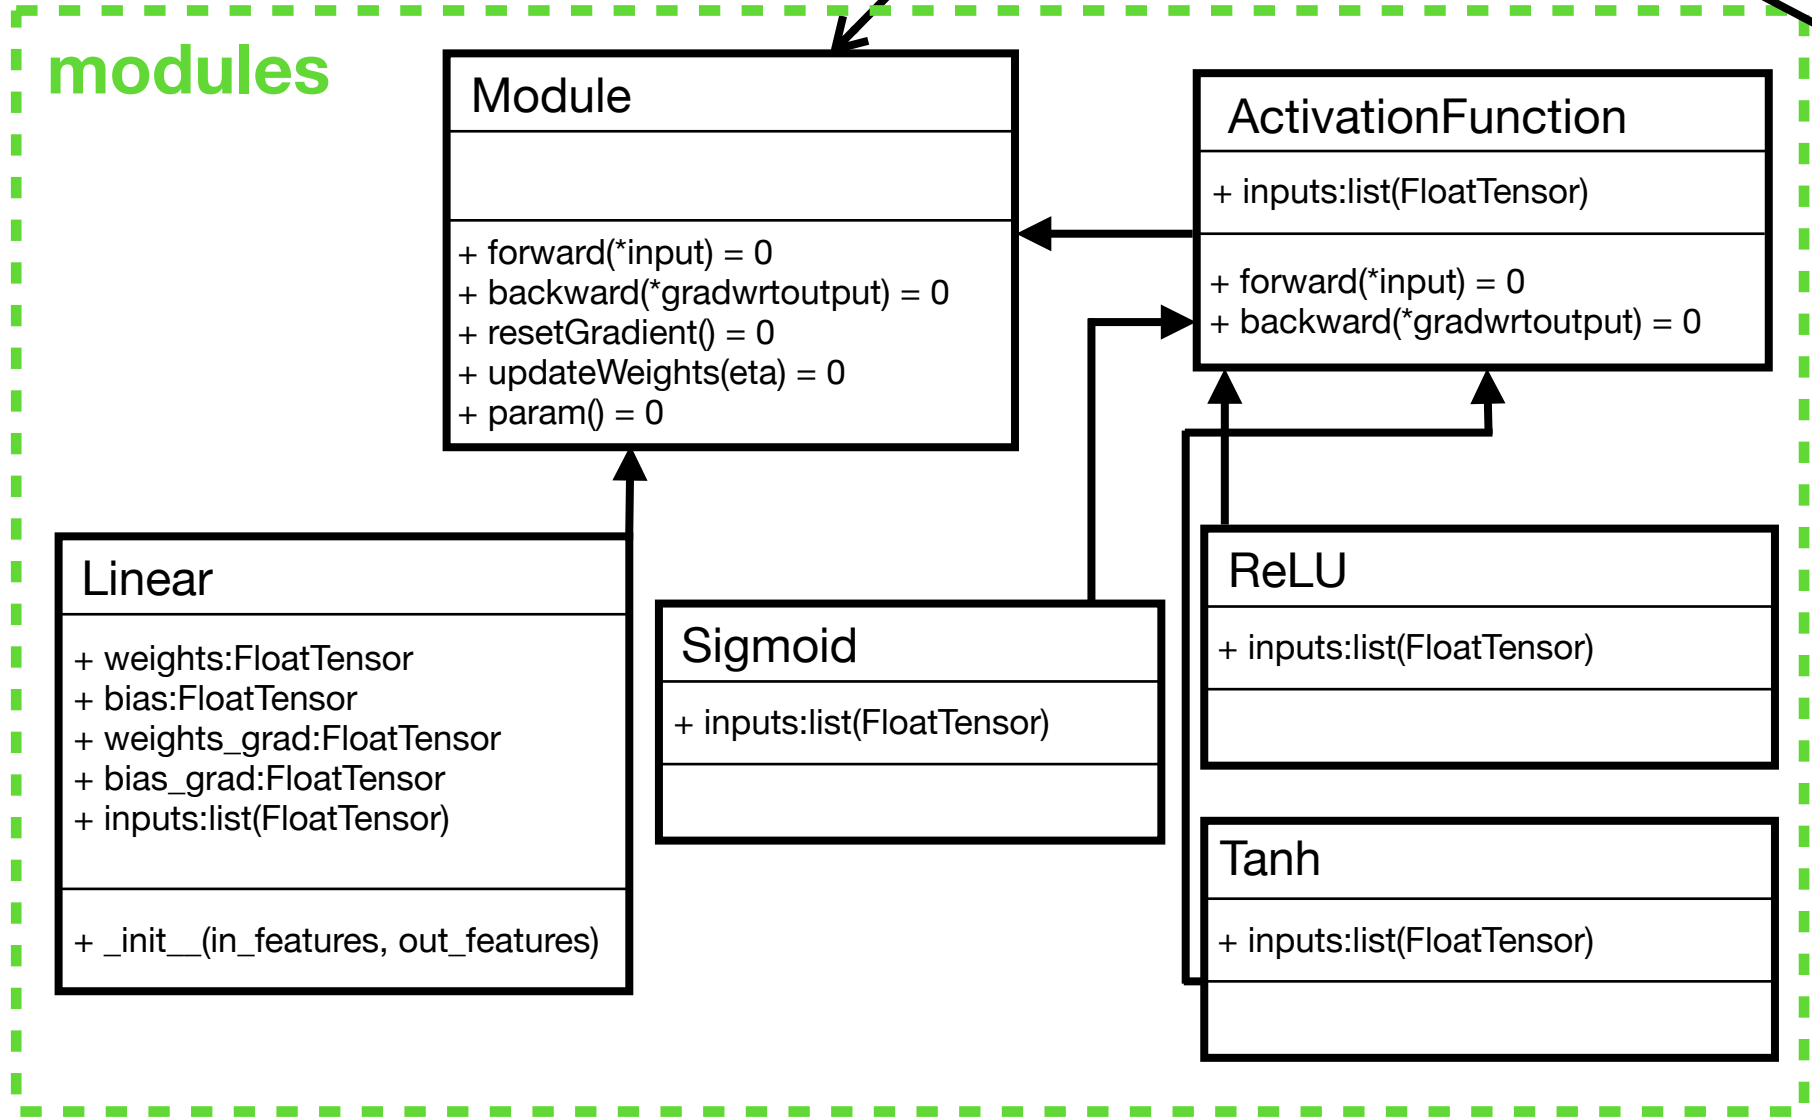 modules
Module
+ forward(*input) = 0
+ backward(*gradwrtoutput) = 0
+ resetGradient() = 0
+ updateWeights(eta) = 0
+ param() = 0
ActivationFunction
+ inputs:list(FloatTensor)
+ forward(*input) = 0
+ backward(*gradwrtoutput) = 0
Linear
+ weights:FloatTensor
+ bias:FloatTensor
+ weights_grad:FloatTensor
+ bias_grad:FloatTensor
+ inputs:list(FloatTensor)
+ _init__(in_features, out_features)
Sigmoid
+ inputs:list(FloatTensor)
ReLU
+ inputs:list(FloatTensor)
Tanh
+ inputs:list(FloatTensor)